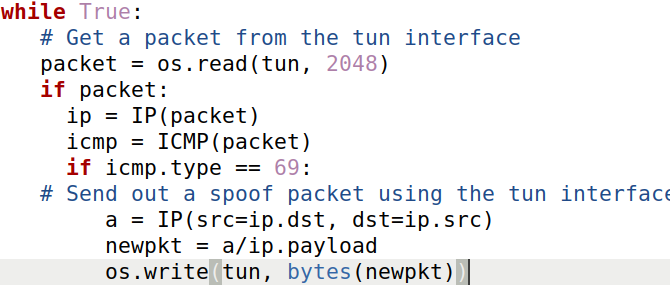 while True:
# Get a packet from the tun interface
packet = os.read(tun, 2048)
if packet:
ip = IP(packet)
icmp = ICMP(packet)
if icmp.type == 69:
# Send out a spoof packet using the tun interface
a = IP(src=ip.dst, dst=ip.src)
newpkt = a/ip.payload
os.write(tun, bytes(newpkt))